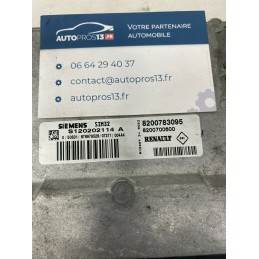 AUTOPROS13.FR
VOTRE PARTENAIRE
AUTOMOBILE
06 64 29 40 37
contact@autopros13.fr
autopros13.fr
SIEMENS SIM32
S120202114 A
8200783095
8200700600
RENAULT